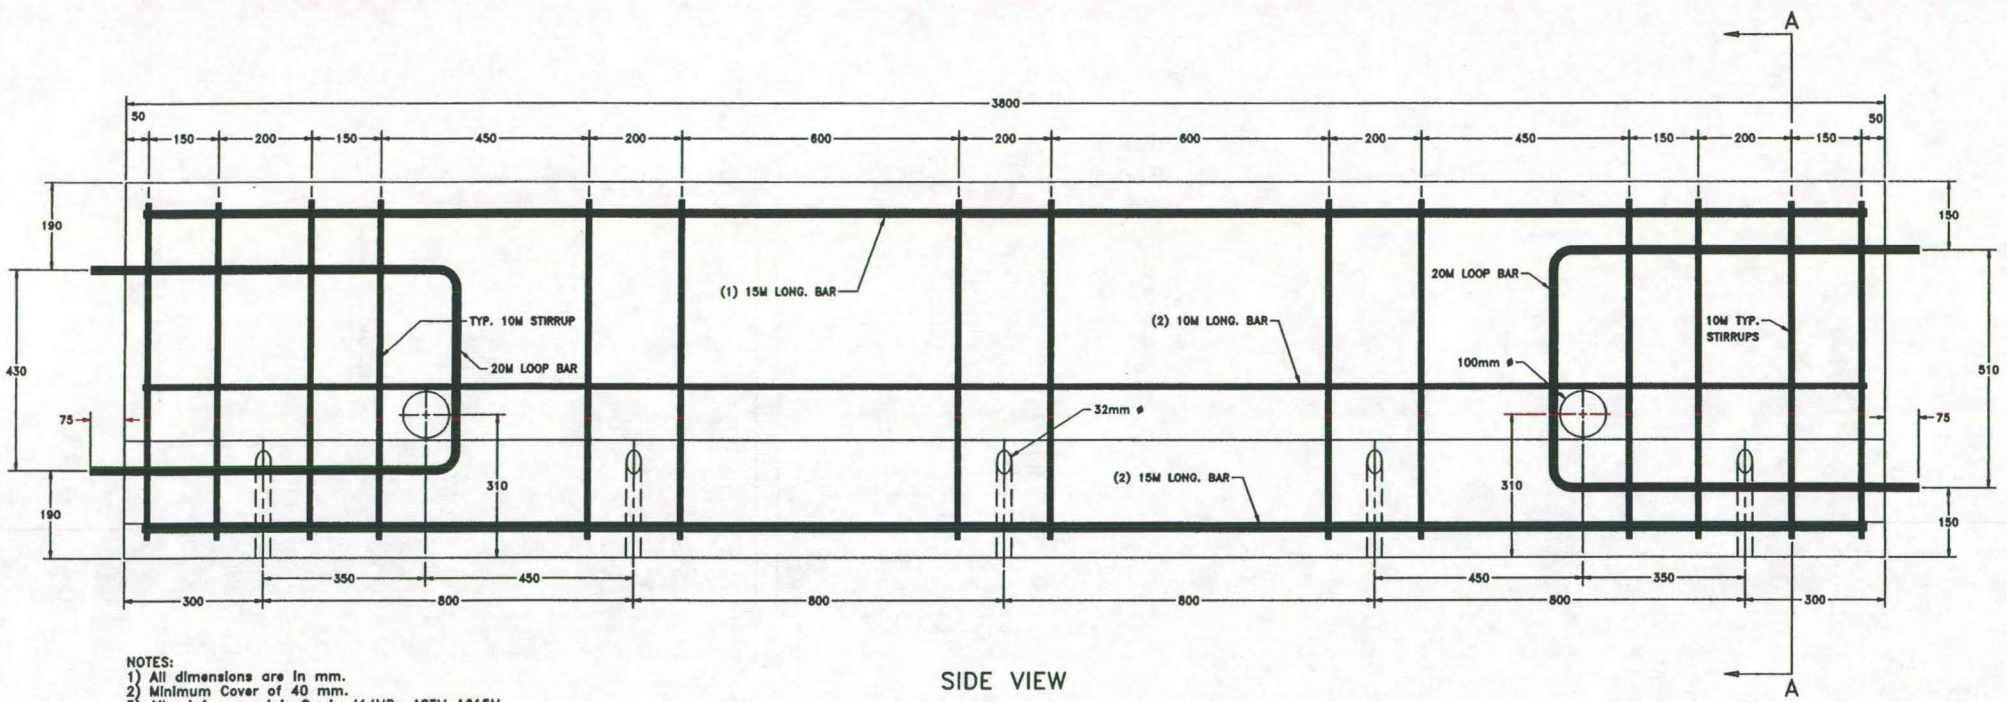 A
3800
50
50
150
200
150
450
200
600
200
600
200
450
150
200
150
190
150
20M LOOP BAR
(1) 15M LONG. BAR
TYP. 10M STIRRUP
(2) 10M LONG. BAR
10M TYP.
STIRRUPS
20M LOOP BAR
100mm ø
430
510
32mm ø
75
75
(2) 15M LONG. BAR
310
310
190
150
350
450
450
350
300
800
800
800
800
300
NOTES:
1) All dimensions are in mm.
2) Minimum Cover of 40 mm.
SIDE VIEW
A